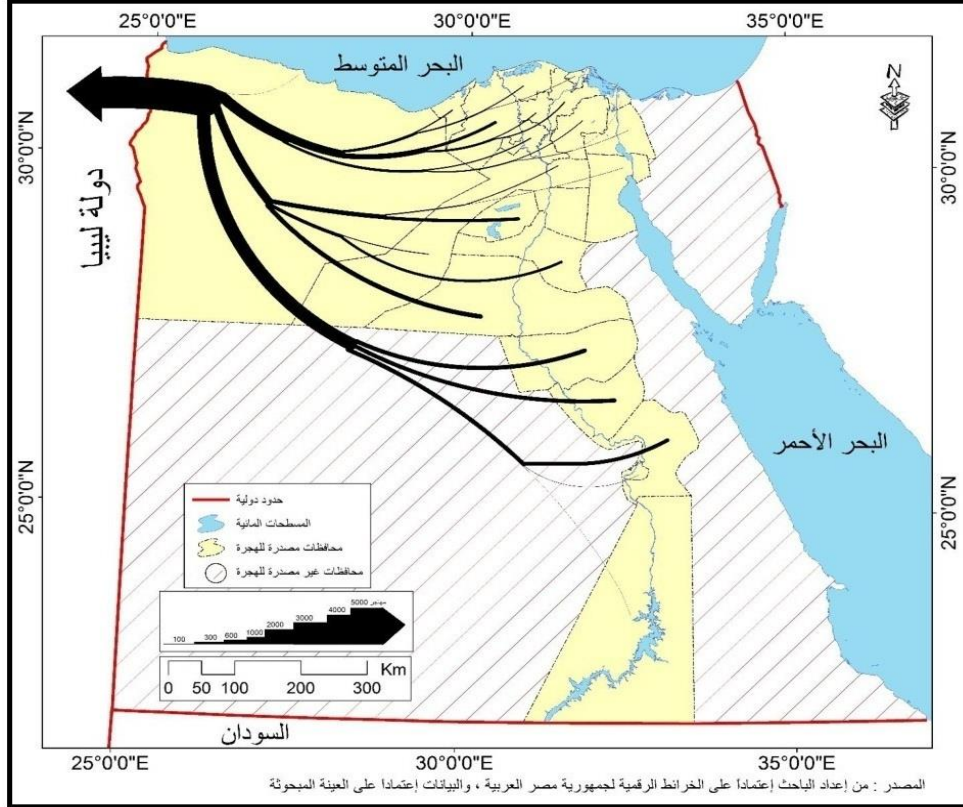 25°0'0"E
30°0'0"E
35°0'0"E
البحر المتوسط
N
30°0'0"N
30°0'0"N
دولة ليبيا
البحر الأحمر
25°0'0"N
25°0'0"N
حدود دولية
المسطحات المائية
محافظات مصدرة للهجرة
محافظات غير مصدرة للهجرة
100 300 600 1000 2000 3000 4000 5000 مهاجر
Km
0 50 100 200 300
السودان
25°0'0"E
30°0'0"E
35°0'0"E
المصدر : من إعداد الباحث إعتماداً على الخرائط الرقمية لجمهورية مصر العربية ، والبيانات إعتماداً على العينة المبحوثة